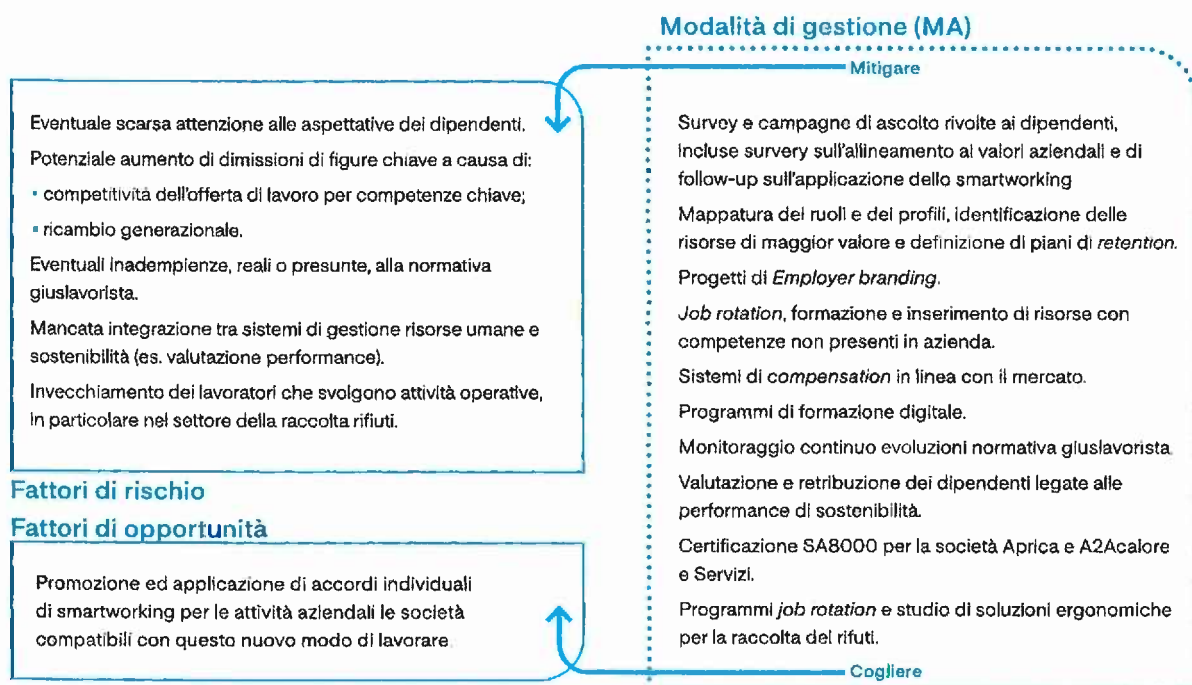 Modalità di gestione (MA)
Mitigare
Eventuale scarsa attenzione alle aspettative dei dipendenti.
Potenziale aumento di dimissioni di figure chiave a causa di:
▪ competitività dell'offerta di lavoro per competenze chiave;
▪ ricambio generazionale.
Eventuali inadempienze, reali o presunte, alla normativa
giuslavorista.
Mancata integrazione tra sistemi di gestione risorse umane e
sostenibilità (es. valutazione performance).
Invecchiamento dei lavoratori che svolgono attività operative,
in particolare nel settore della raccolta rifiuti.
Fattori di rischio
Fattori di opportunità
Promozione ed applicazione di accordi individuali
di smartworking per le attività aziendali le società
compatibili con questo nuovo modo di lavorare.
Survey e campagne di ascolto rivolte ai dipendenti,
incluse survery sull'allineamento ai valori aziendali e di
follow-up sull'applicazione dello smartworking
Mappatura dei ruoli e dei profili, identificazione delle
risorse di maggior valore e definizione di piani di retention.
Progetti di Employer branding.
Job rotation, formazione e inserimento di risorse con
competenze non presenti in azienda.
Sistemi di compensation in linea con il mercato.
Programmi di formazione digitale.
Monitoraggio continuo evoluzioni normativa giuslavorista.
Valutazione e retribuzione dei dipendenti legate alle
performance di sostenibilità.
Certificazione SA8000 per la società Aprica e A2Acalore
e Servizi.
Programmi job rotation e studio di soluzioni ergonomiche
per la raccolta dei rifiuti.
Cogliere